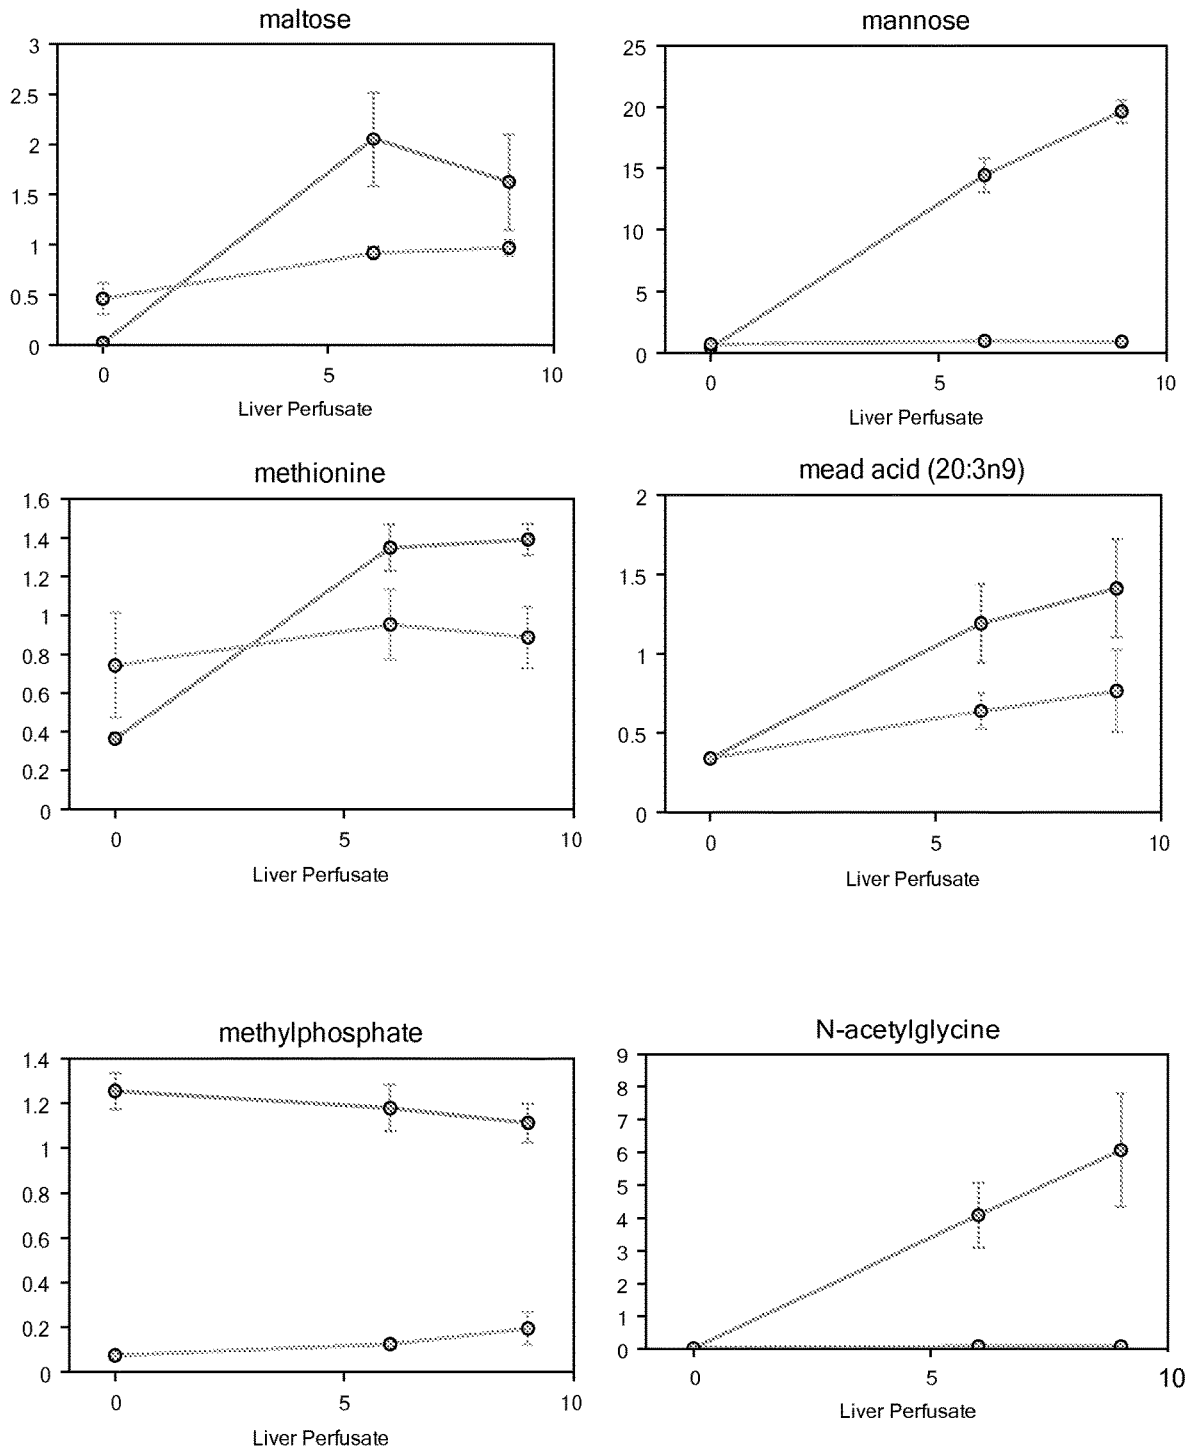 maltose
3
2.5
2
1.5
1
0.5
0
0 5 10
Liver Perfusate
mannose
25
20
15
10
5
0
0 5 10
Liver Perfusate
methionine
1.6
1.4
1.2
1
0.8
0.6
0.4
0.2
0
0 5 10
Liver Perfusate
mead acid (20:3n9)
2
1.5
1
0.5
0
0 5 10
Liver Perfusate
methylphosphate
1.4
1.2
1
0.8
0.6
0.4
0.2
0
0 5 10
Liver Perfusate
N-acetylglycine
9
8
7
6
5
4
3
2
1
0
0 5 10
Liver Perfusate